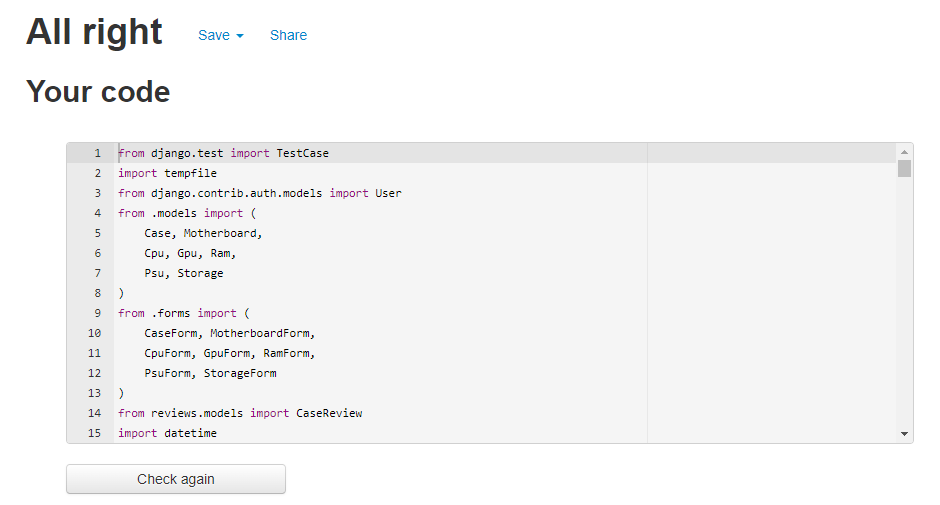 All right Save Share
Your code
1 from django.test import TestCase
2 import tempfile
3 from django.contrib.auth.models import User
4 from .models import (
5 Case, Motherboard,
6 Cpu, Gpu, Ram,
7 Psu, Storage
8 )
9 from .forms import (
10 CaseForm, MotherboardForm,
11 CpuForm, GpuForm, RamForm,
12 PsuForm, StorageForm
13 )
14 from reviews.models import CaseReview
15 import datetime
Check again